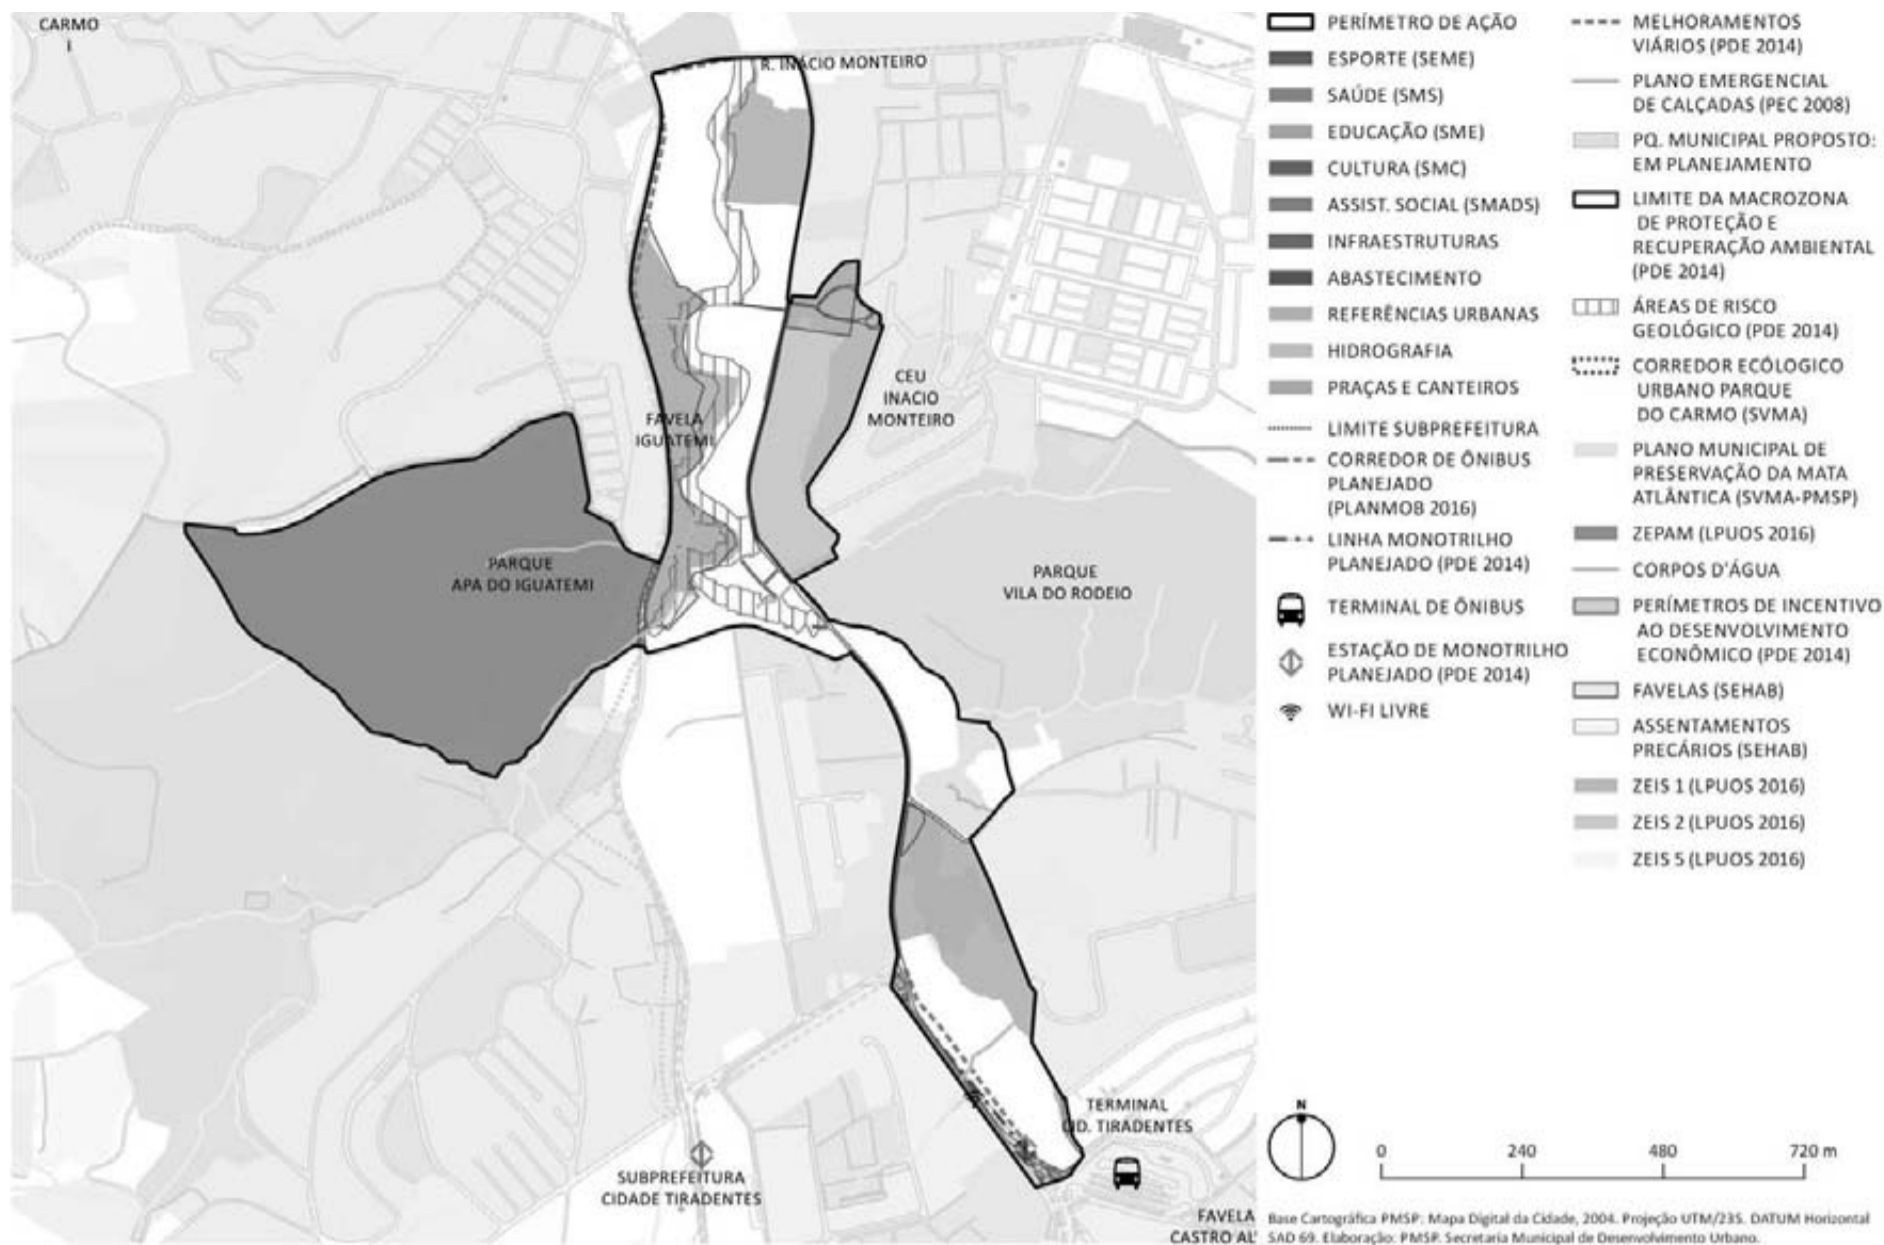 CARMO
I
R. INÁCIO MONTEIRO
CEU
INACIO
MONTEIRO
FAVELA
IGUATEMI
PARQUE
APA DO IGUATEMI
PARQUE
VILA DO RODEIO
TERMINAL
CID. TIRADENTES
SUBPREFEITURA
CIDADE TIRADENTES
FAVELA
CASTRO AL
PERÍMETRO DE AÇÃO
ESPORTE (SEME)
SAÚDE (SMS)
EDUCAÇÃO (SME)
CULTURA (SMC)
ASSIST. SOCIAL (SMADS)
INFRAESTRUTURAS
ABASTECIMENTO
REFERÊNCIAS URBANAS
HIDROGRAFIA
PRAÇAS E CANTEIROS
LIMITE SUBPREFEITURA
CORREDOR DE ÔNIBUS
PLANEJADO
(PLANMOB 2016)
LINHA MONOTRILHO
PLANEJADO (PDE 2014)
TERMINAL DE ÔNIBUS
ESTAÇÃO DE MONOTRILHO
PLANEJADO (PDE 2014)
WI-FI LIVRE
MELHORAMENTOS
VIÁRIOS (PDE 2014)
PLANO EMERGENCIAL
DE CALÇADAS (PEC 2008)
PQ. MUNICIPAL PROPOSTO:
EM PLANEJAMENTO
LIMITE DA MACROZONA
DE PROTEÇÃO E
RECUPERAÇÃO AMBIENTAL
(PDE 2014)
ÁREAS DE RISCO
GEOLÓGICO (PDE 2014)
CORREDOR ECÓLOGICO
URBANO PARQUE
DO CARMO (SVMA)
PLANO MUNICIPAL DE
PRESERVAÇÃO DA MATA
ATLÂNTICA (SVMA-PMSP)
ZEPAM (LPUOS 2016)
CORPOS D'ÁGUA
PERÍMETROS DE INCENTIVO
AO DESENVOLVIMENTO
ECONÔMICO (PDE 2014)
FAVELAS (SEHAB)
ASSENTAMENTOS
PRECÁRIOS (SEHAB)
ZEIS 1 (LPUOS 2016)
ZEIS 2 (LPUOS 2016)
ZEIS 5 (LPUOS 2016)
N
0 240 480 720 m
Base Cartográfica PMSP: Mapa Digital da Cidade, 2004. Projeção UTM/23S. DATUM Horizontal
SAD 69. Elaboração: PMSP. Secretaria Municipal de Desenvolvimento Urbano.